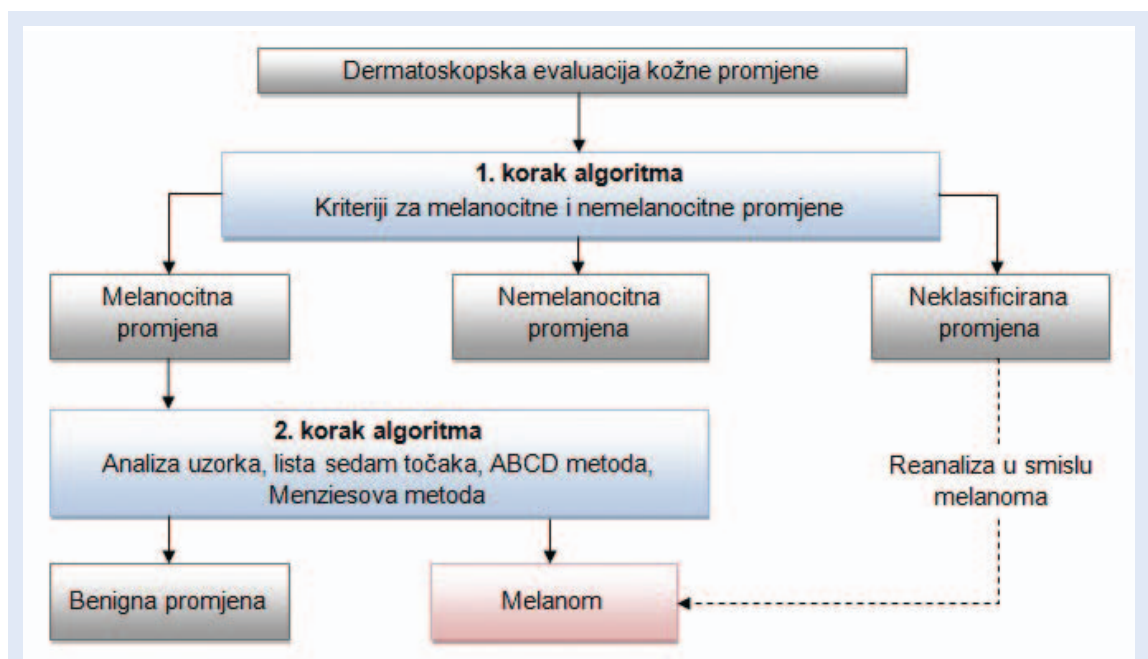 Dermatoskopska evaluacija kožne promjene
1. korak algoritma
Kriteriji za melanocitne i nemelanocitne promjene
Melanocitna
promjena
Nemelanocitna
promjena
Neklasificirana
promjena
2. korak algoritma
Analiza uzorka, lista sedam točaka, ABCD metoda,
Menziesova metoda
Reanaliza u smislu
melanoma
Benigna promjena
Melanom